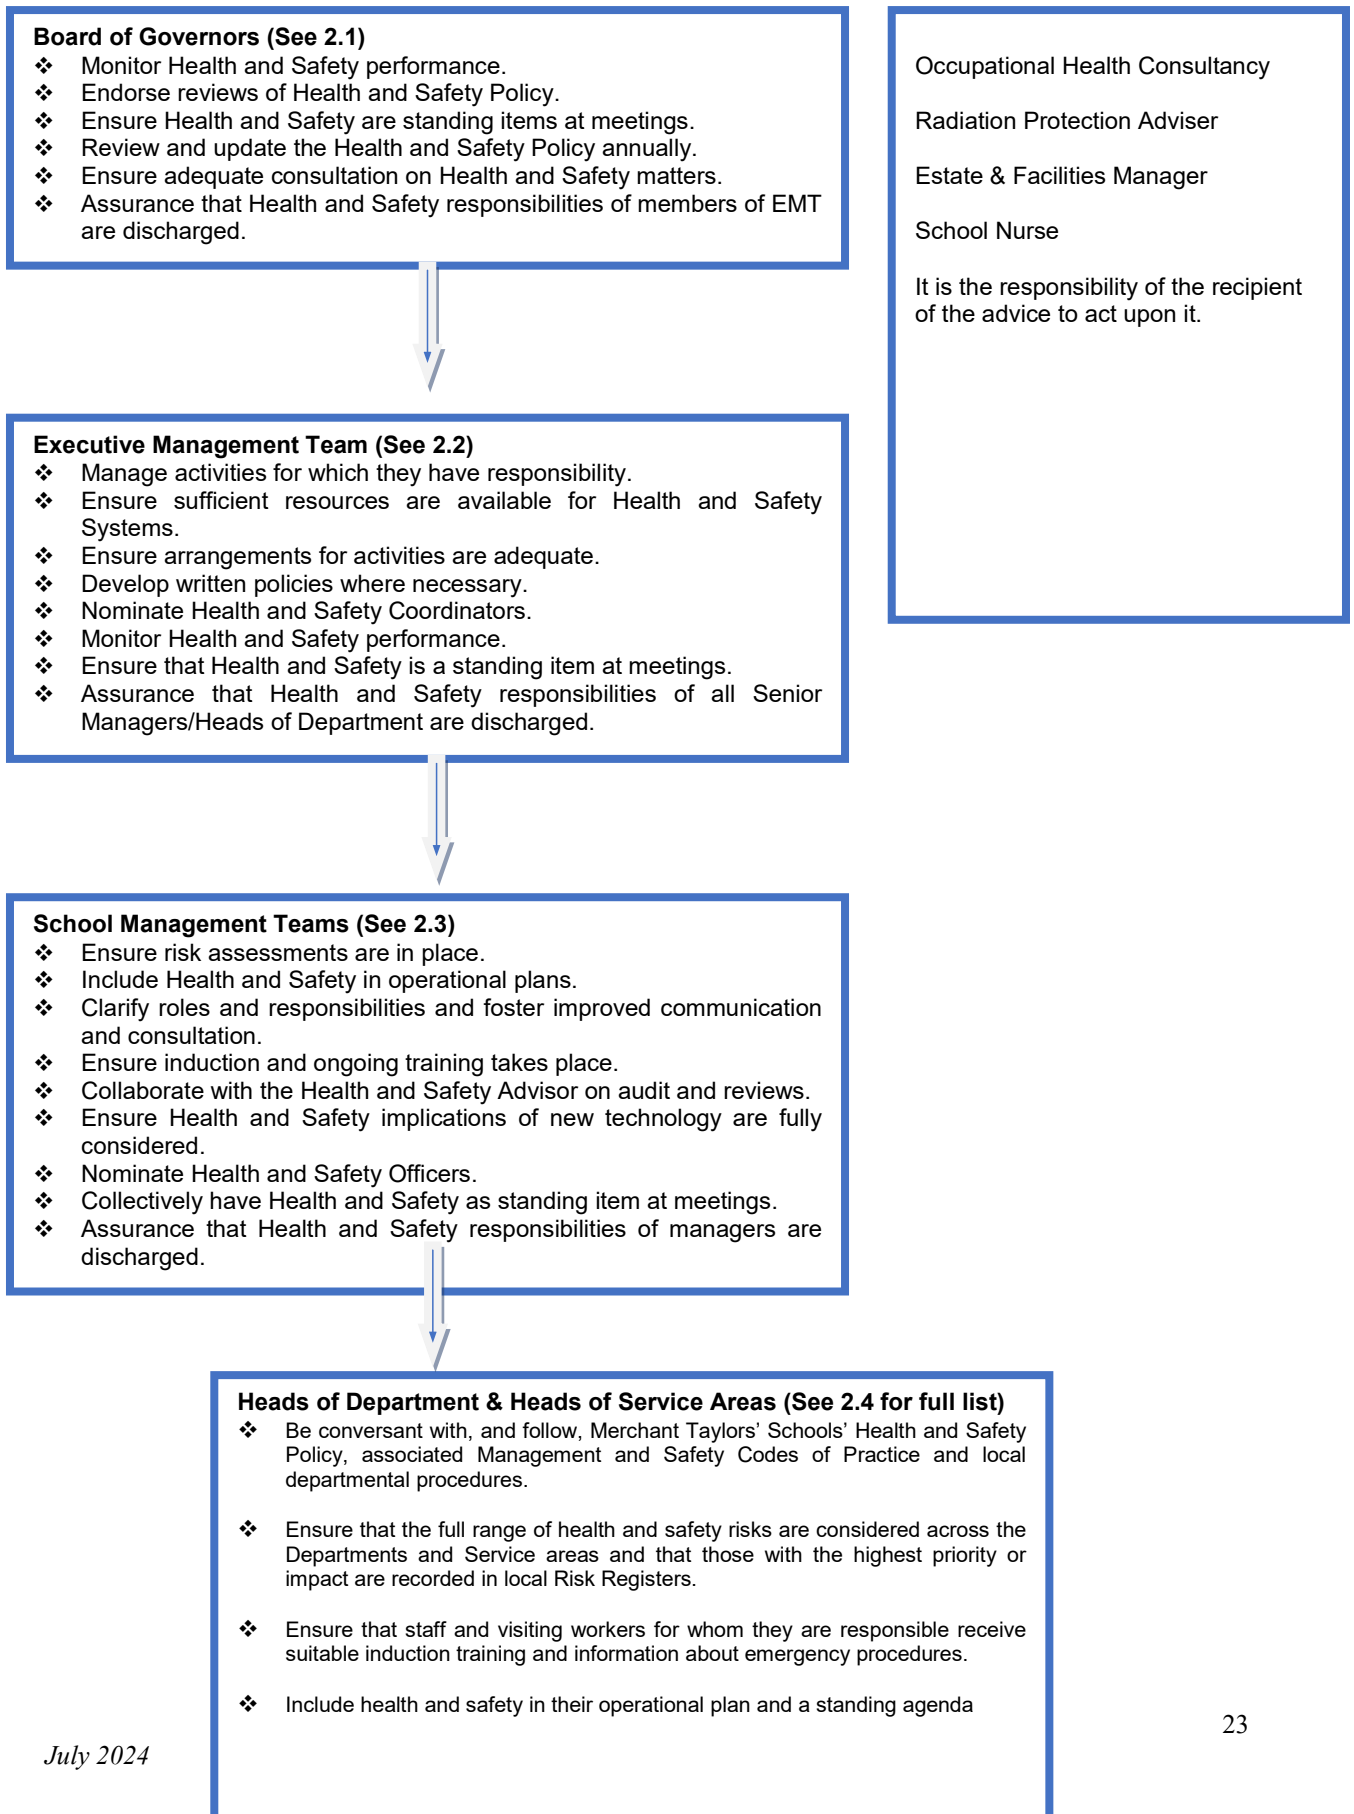 Board of Governors (See 2.1)
❖ Monitor Health and Safety performance.
❖ Endorse reviews of Health and Safety Policy.
❖ Ensure Health and Safety are standing items at meetings.
❖ Review and update the Health and Safety Policy annually.
❖ Ensure adequate consultation on Health and Safety matters.
❖ Assurance that Health and Safety responsibilities of members of EMT
are discharged.
Occupational Health Consultancy
Radiation Protection Adviser
Estate & Facilities Manager
School Nurse
It is the responsibility of the recipient
of the advice to act upon it.
Executive Management Team (See 2.2)
❖ Manage activities for which they have responsibility.
❖ Ensure sufficient resources are available for Health and Safety
Systems.
❖ Ensure arrangements for activities are adequate.
❖ Develop written policies where necessary.
❖ Nominate Health and Safety Coordinators.
❖ Monitor Health and Safety performance.
❖ Ensure that Health and Safety is a standing item at meetings.
❖ Assurance that Health and Safety responsibilities of all Senior
Managers/Heads of Department are discharged.
School Management Teams (See 2.3)
❖ Ensure risk assessments are in place.
❖ Include Health and Safety in operational plans.
❖ Clarify roles and responsibilities and foster improved communication
and consultation.
❖ Ensure induction and ongoing training takes place.
❖ Collaborate with the Health and Safety Advisor on audit and reviews.
❖ Ensure Health and Safety implications of new technology are fully
considered.
❖ Nominate Health and Safety Officers.
❖ Collectively have Health and Safety as standing item at meetings.
❖ Assurance that Health and Safety responsibilities of managers are
discharged.
Heads of Department & Heads of Service Areas (See 2.4 for full list)
❖ Be conversant with, and follow, Merchant Taylors’ Schools’ Health and Safety
Policy, associated Management and Safety Codes of Practice and local
departmental procedures.
❖ Ensure that the full range of health and safety risks are considered across the
Departments and Service areas and that those with the highest priority or
impact are recorded in local Risk Registers.
❖ Ensure that staff and visiting workers for whom they are responsible receive
suitable induction training and information about emergency procedures.
❖ Include health and safety in their operational plan and a standing agenda
23
July 2024